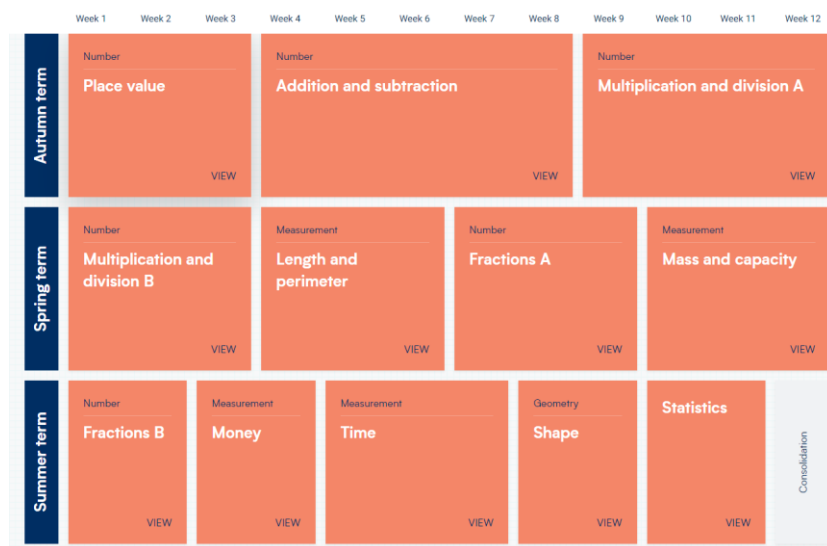 Week 1 Week 2 Week 3 Week 4 Week 5 Week 6 Week 7 Week 8 Week 9 Week 10 Week 11 Week 12
Autumn term
Number
Place value
VIEW
Number
Addition and subtraction
VIEW
Number
Multiplication and division A
VIEW
Spring term
Number
Multiplication and
division B
VIEW
Measurement
Length and
perimeter
VIEW
Number
Fractions A
VIEW
Measurement
Mass and capacity
VIEW
Summer term
Number
Fractions B
VIEW
Measurement
Money
VIEW
Measurement
Time
VIEW
Geometry
Shape
VIEW
Statistics
VIEW
Consolidation